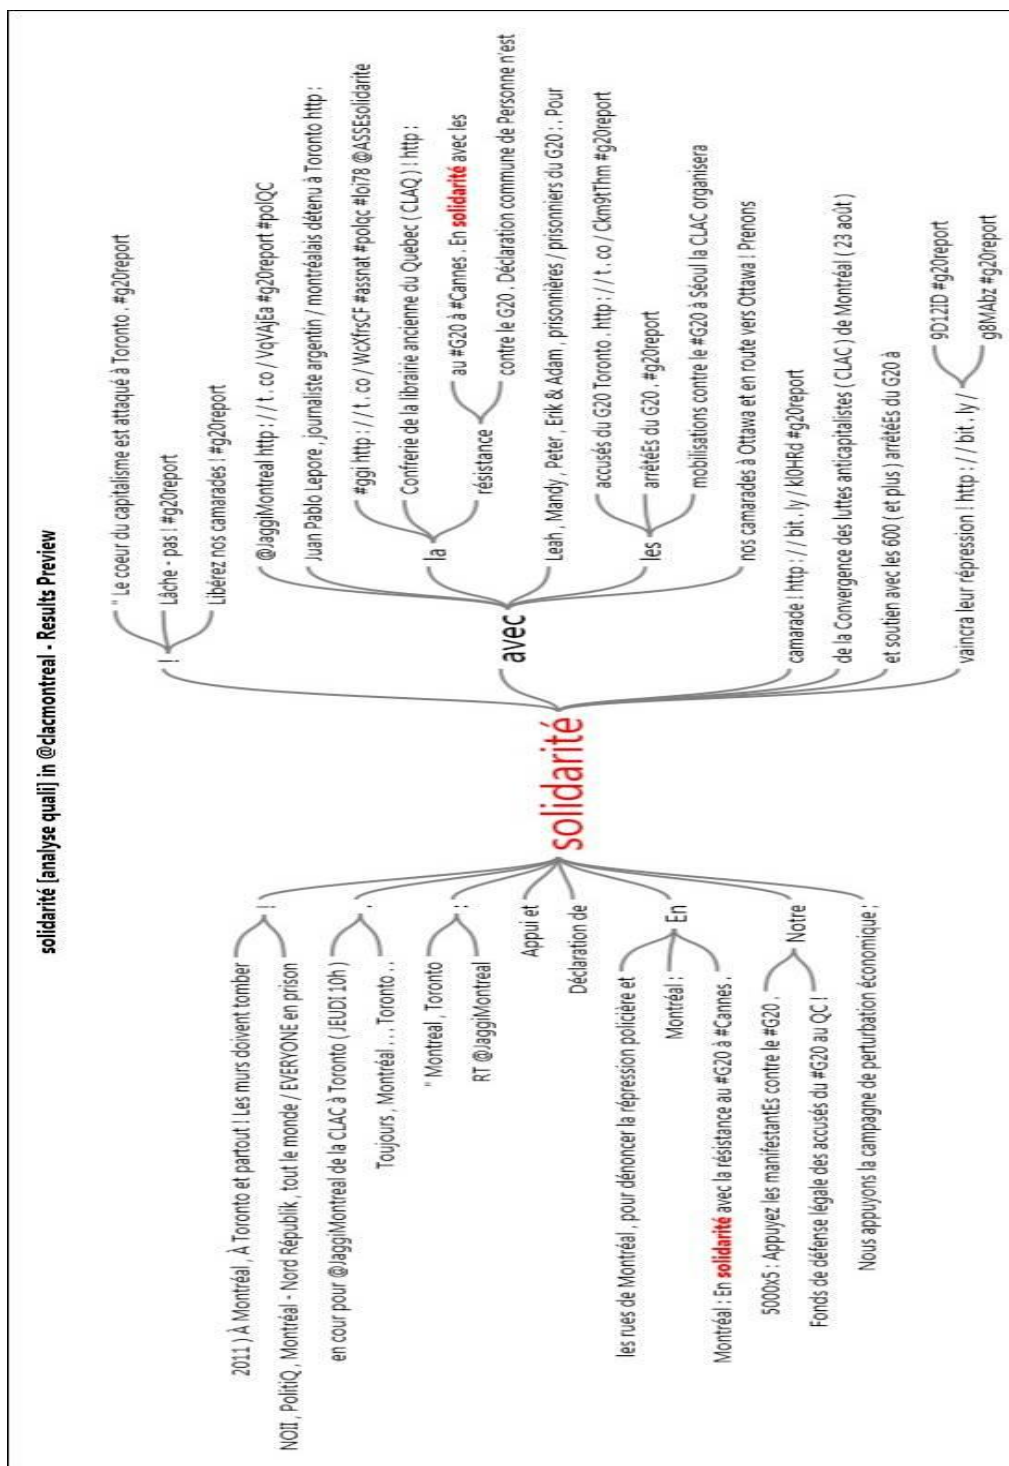 solidarité [analyse quali] in @clacmontreal - Results Preview
2011 ) À Montréal , À Toronto et partout ! Les murs doivent tomber
NOII , PolitiQ , Montréal - Nord Républik , tout le monde / EVERYONE en prison
!
en cour pour @JaggiMontreal de la CLAC à Toronto ( JEUDI 10h )
Toujours , Montréal . . . Toronto . .
.
" Montreal , Toronto
RT @JaggiMontreal
:
Appui et
Déclaration de
les rues de Montréal , pour dénoncer la répression policière et
Montréal :
Montréal : En solidarité avec la résistance au #G20 à #Cannes .
En
5000x5 : Appuyez les manifestantEs contre le #G20 .
Fonds de défense légale des accusés du #G20 au QC !
Notre
Nous appuyons la campagne de perturbation économique ;
solidarité
!
" Le coeur du capitalisme est attaqué à Toronto . #g20report
Lâche - pas ! #g20report
Libérez nos camarades ! #g20report
avec
@JaggiMontreal http : / / t . co / VqVAjEa #g20report #polQC
Juan Pablo Lepore , journaliste argentin / montréalais détenu à Toronto http :
la
#ggi http : / / t . co / WcXfrsCF #assnat #polqc #loi78 @ASSEsolidarite
Confrerie de la librairie ancienne du Quebec ( CLAQ ) ! http :
résistance
au #G20 à #Cannes . En solidarité avec les
contre le G20 . Déclaration commune de Personne n'est
Leah , Mandy , Peter , Erik & Adam , prisonnières / prisonniers du G20 : . Pour
les
accusés du G20 Toronto . http : / / t . co / Ckm9tThm #g20report
arrêtéEs du G20 . #g20report
mobilisations contre le #G20 à Séoul la CLAC organisera
nos camarades à Ottawa et en route vers Ottawa ! Prenons
camarade ! http : / / bit . ly / kl0HRd #g20report
de la Convergence des luttes anticapitalistes ( CLAC ) de Montréal ( 23 août )
et soutien avec les 600 ( et plus ) arrêtéEs du G20 à
vaincra leur répression ! http : / / bit . ly /
9D12ID #g20report
g8MAbz #g20report